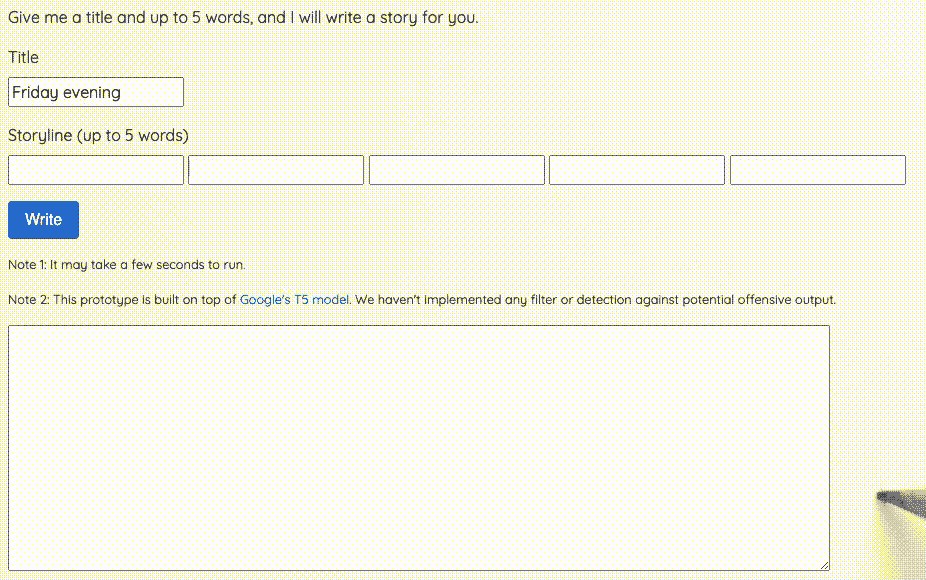 Give me a title and up to 5 words, and I will write a story for you.
Title
Friday evening
Storyline (up to 5 words)
Write
Note 1: It may take a few seconds to run.
Note 2: This prototype is built on top of Google's T5 model. We haven't implemented any filter or detection against potential offensive output.